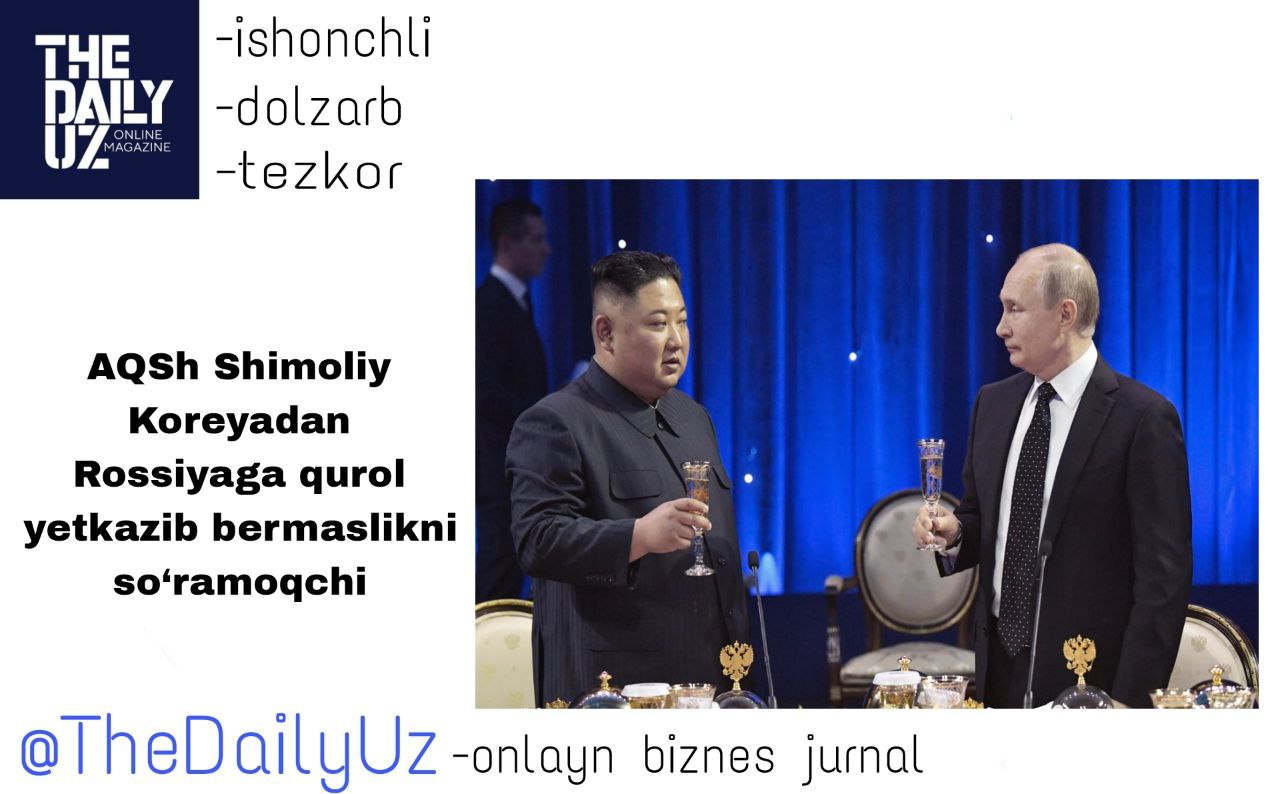 THE
DAILY
UZ ONLINE
MAGAZINE
-ishonchli
-dolzarb
-tezkor
AQSh Shimoliy
Koreyadan
Rossiyaga qurol
yetkazib bermaslikni
so‘ramoqchi
@TheDailyUz -onlayn biznes jurnal